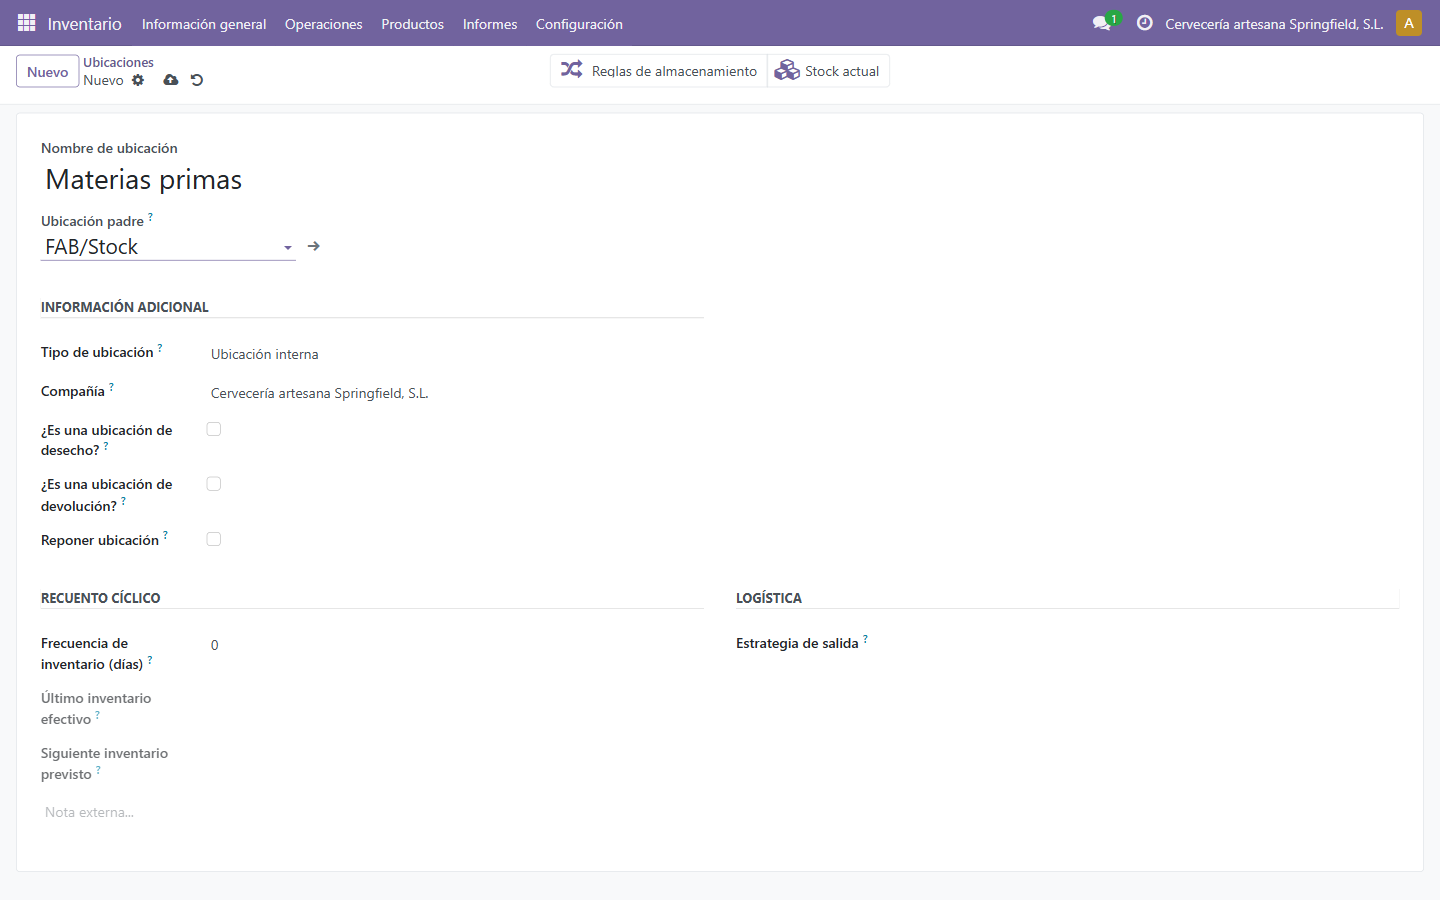 Inventario Información general Operaciones Productos Informes Configuración 1 Cervecería artesana Springfield, S.L. A
Nuevo Ubicaciones
Nuevo
Reglas de almacenamiento Stock actual
Nombre de ubicación
Materias primas
Ubicación padre ?
FAB/Stock
INFORMACIÓN ADICIONAL
Tipo de ubicación ? Ubicación interna
Compañía ? Cervecería artesana Springfield, S.L.
¿Es una ubicación de
desecho? ?
¿Es una ubicación de
devolución? ?
Reponer ubicación ?
RECUENTO CÍCLICO
Frecuencia de
inventario (días) ? 0
Último inventario
efectivo ?
Siguiente inventario
previsto ?
Nota externa...
LOGÍSTICA
Estrategia de salida ?